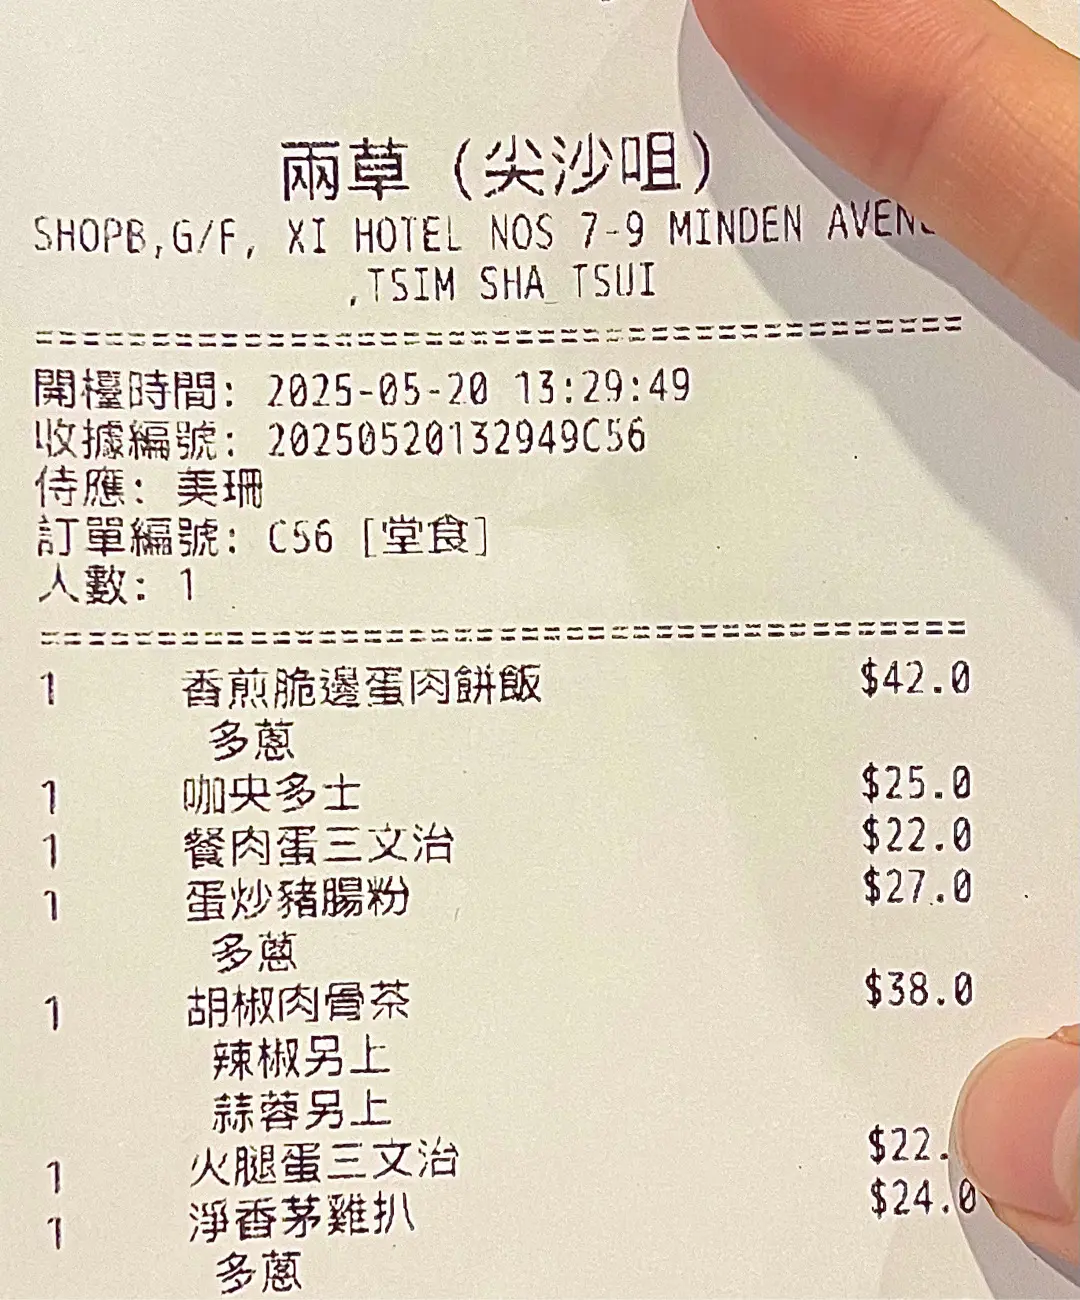 兩草（尖沙咀）
SHOPB,G/F, XI HOTEL NOS 7-9 MINDEN
,TSIM SHA TSUI
========================================
開檯時間: 2025-05-20 13:29:49
收據編號: 20250520132949C56
侍應: 美珊
訂單編號: C56 [堂食]
人數: 1
========================================
1 香煎脆邊蛋肉餅飯 $42.0
多蔥
1 咖央多士 $25.0
1 餐肉蛋三文治 $22.0
1 蛋炒豬腸粉 $27.0
多蔥
1 胡椒肉骨茶 $38.0
辣椒另上
蒜蓉另上
1 火腿蛋三文治 $22.
1 淨香茅雞扒 $24.0
多蔥